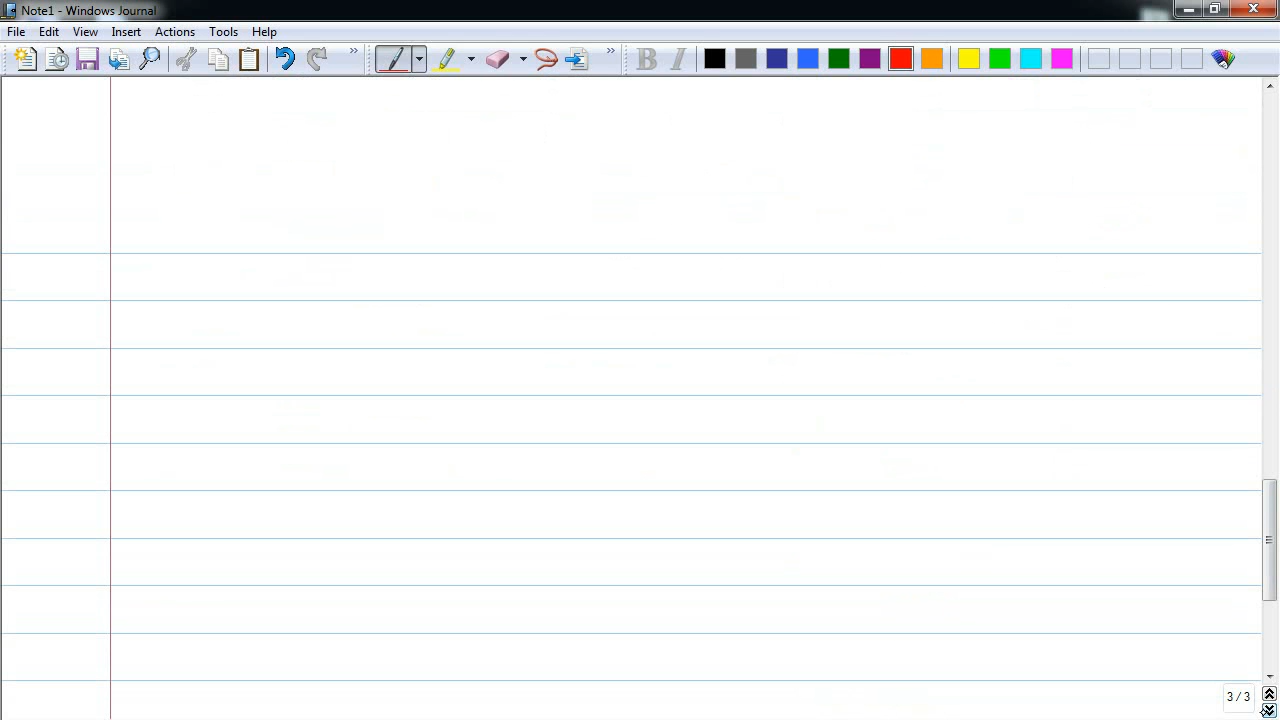 Note1 - Windows Journal
File Edit View Insert Actions Tools Help
B I
3 / 3